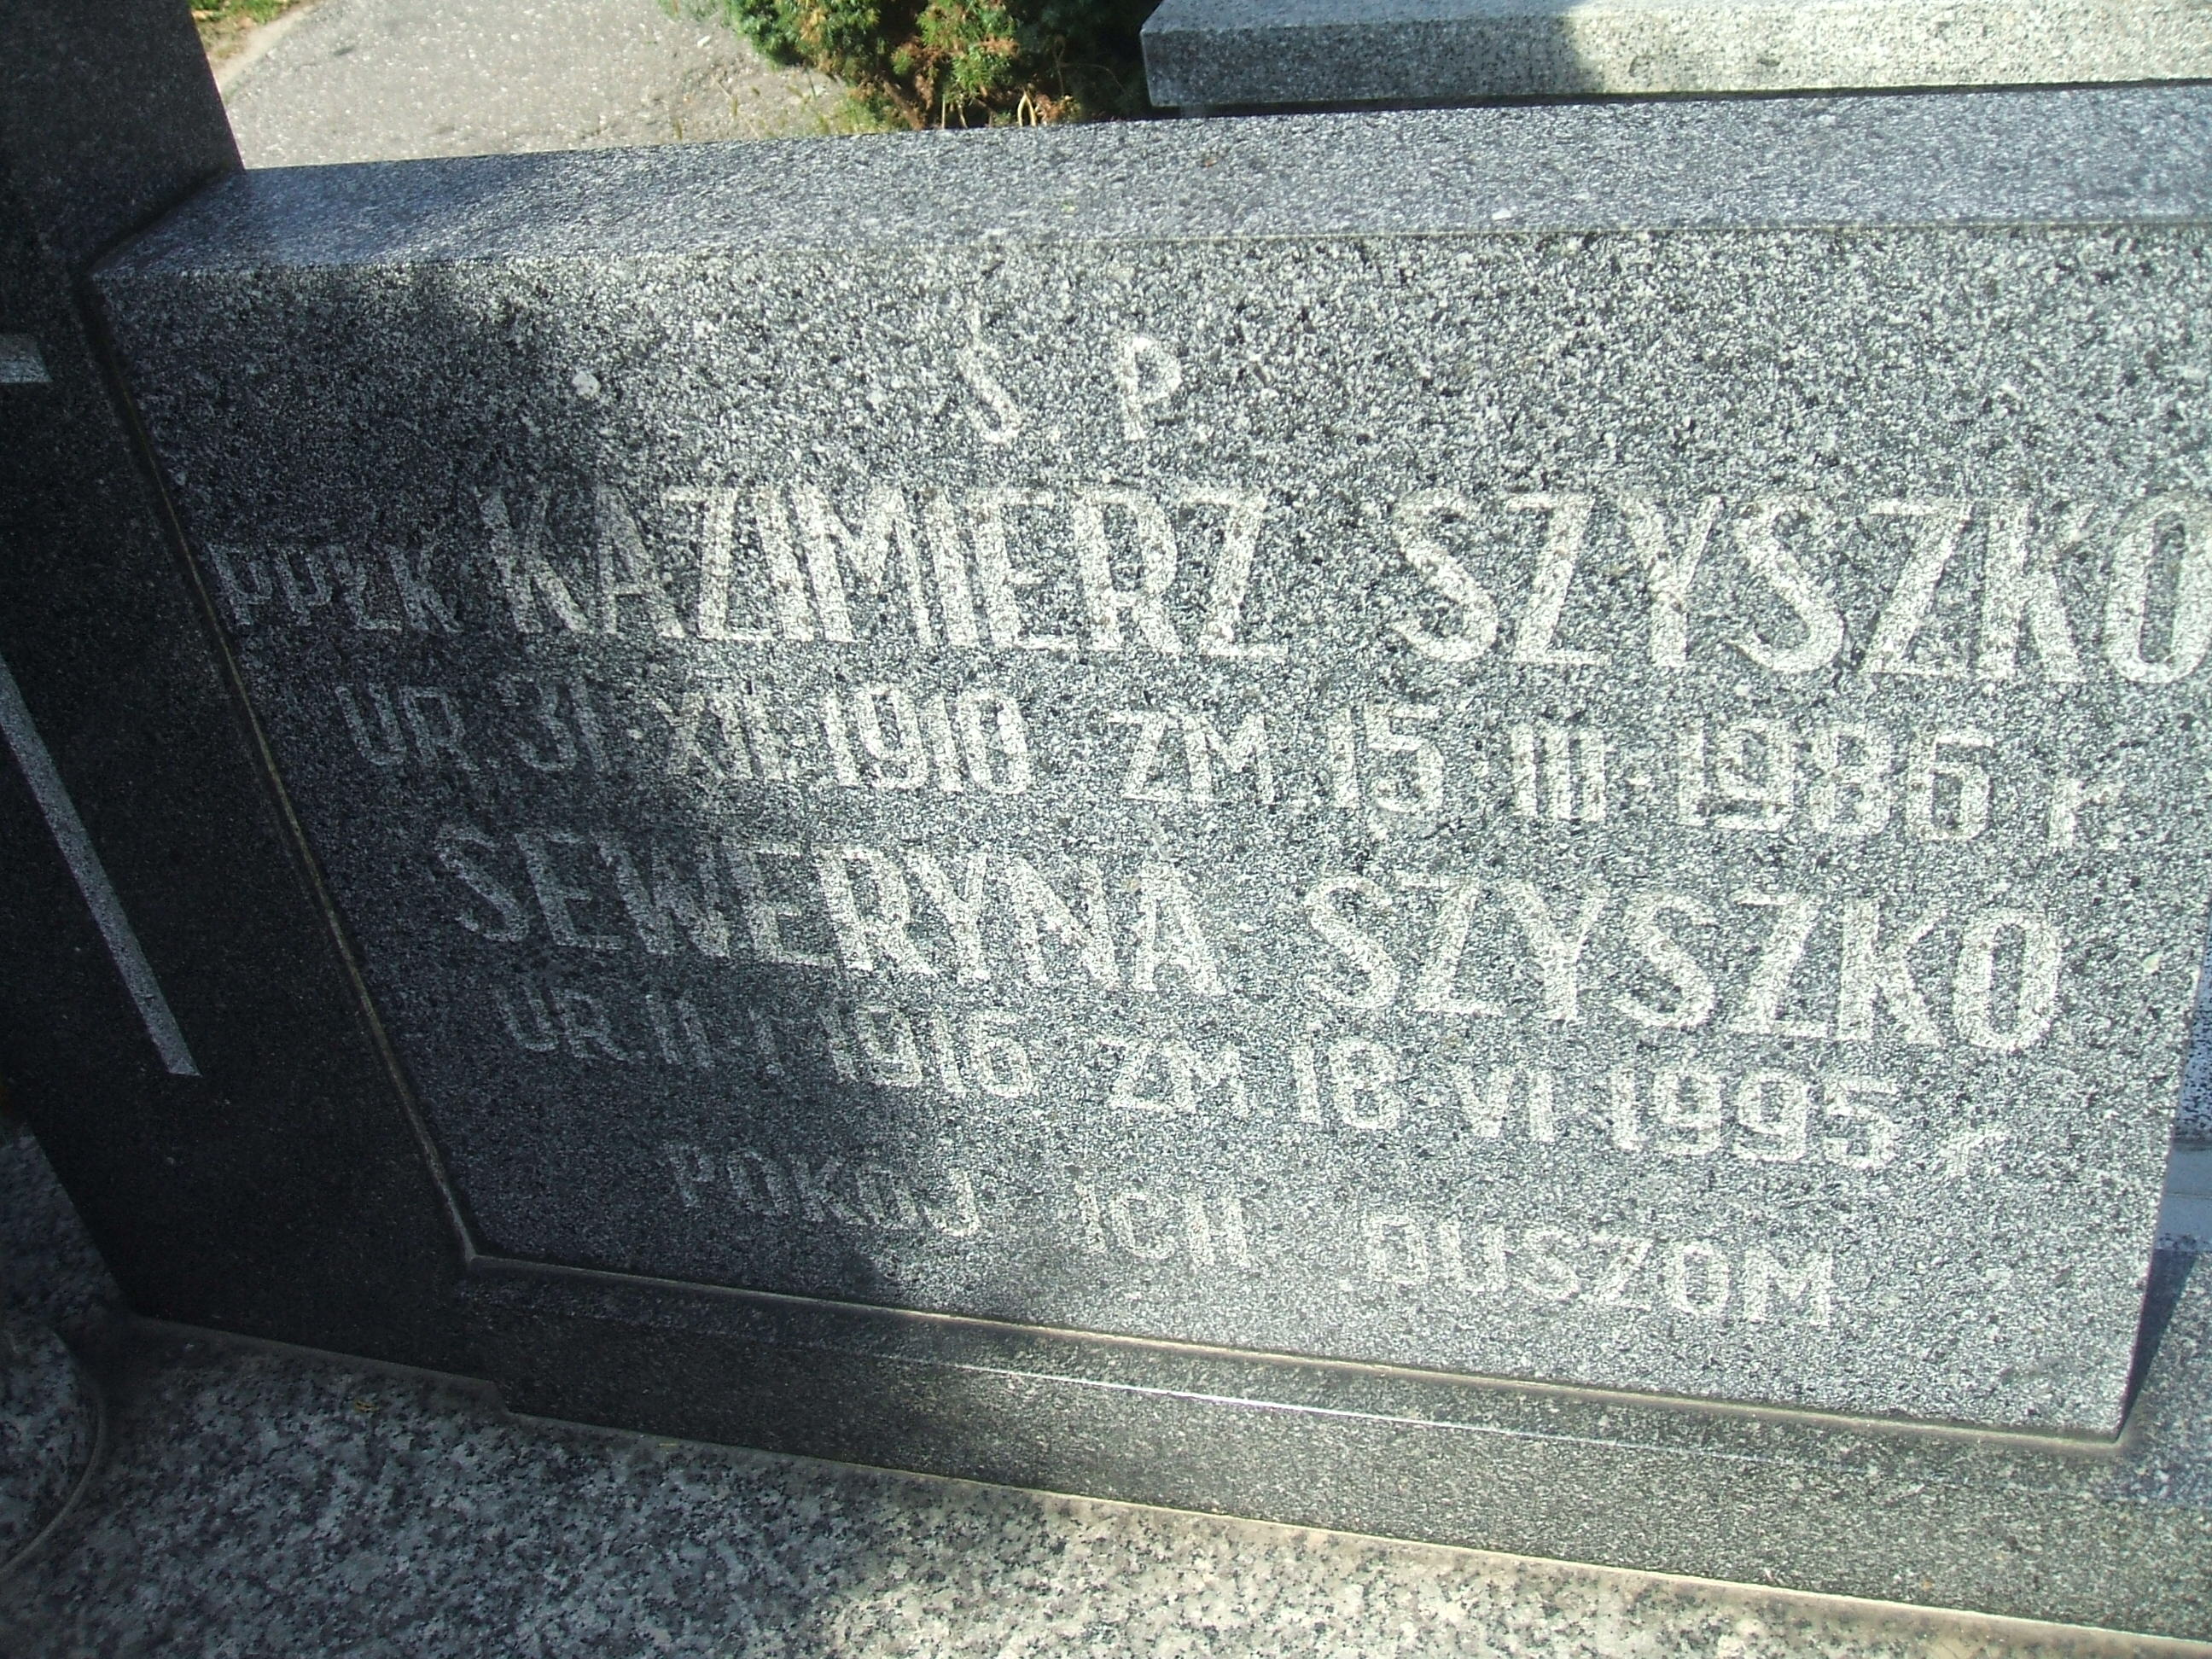 Ś. P.
PPŁK KAZIMIERZ SZYSZKO
UR. 31. XII. 1910 ZM. 15 III. 1986 r
SEWERYNA SZYSZKO
UR. 11. I. 1916 ZM. 18. VI. 1995 r
POKÓJ ICH DUSZOM